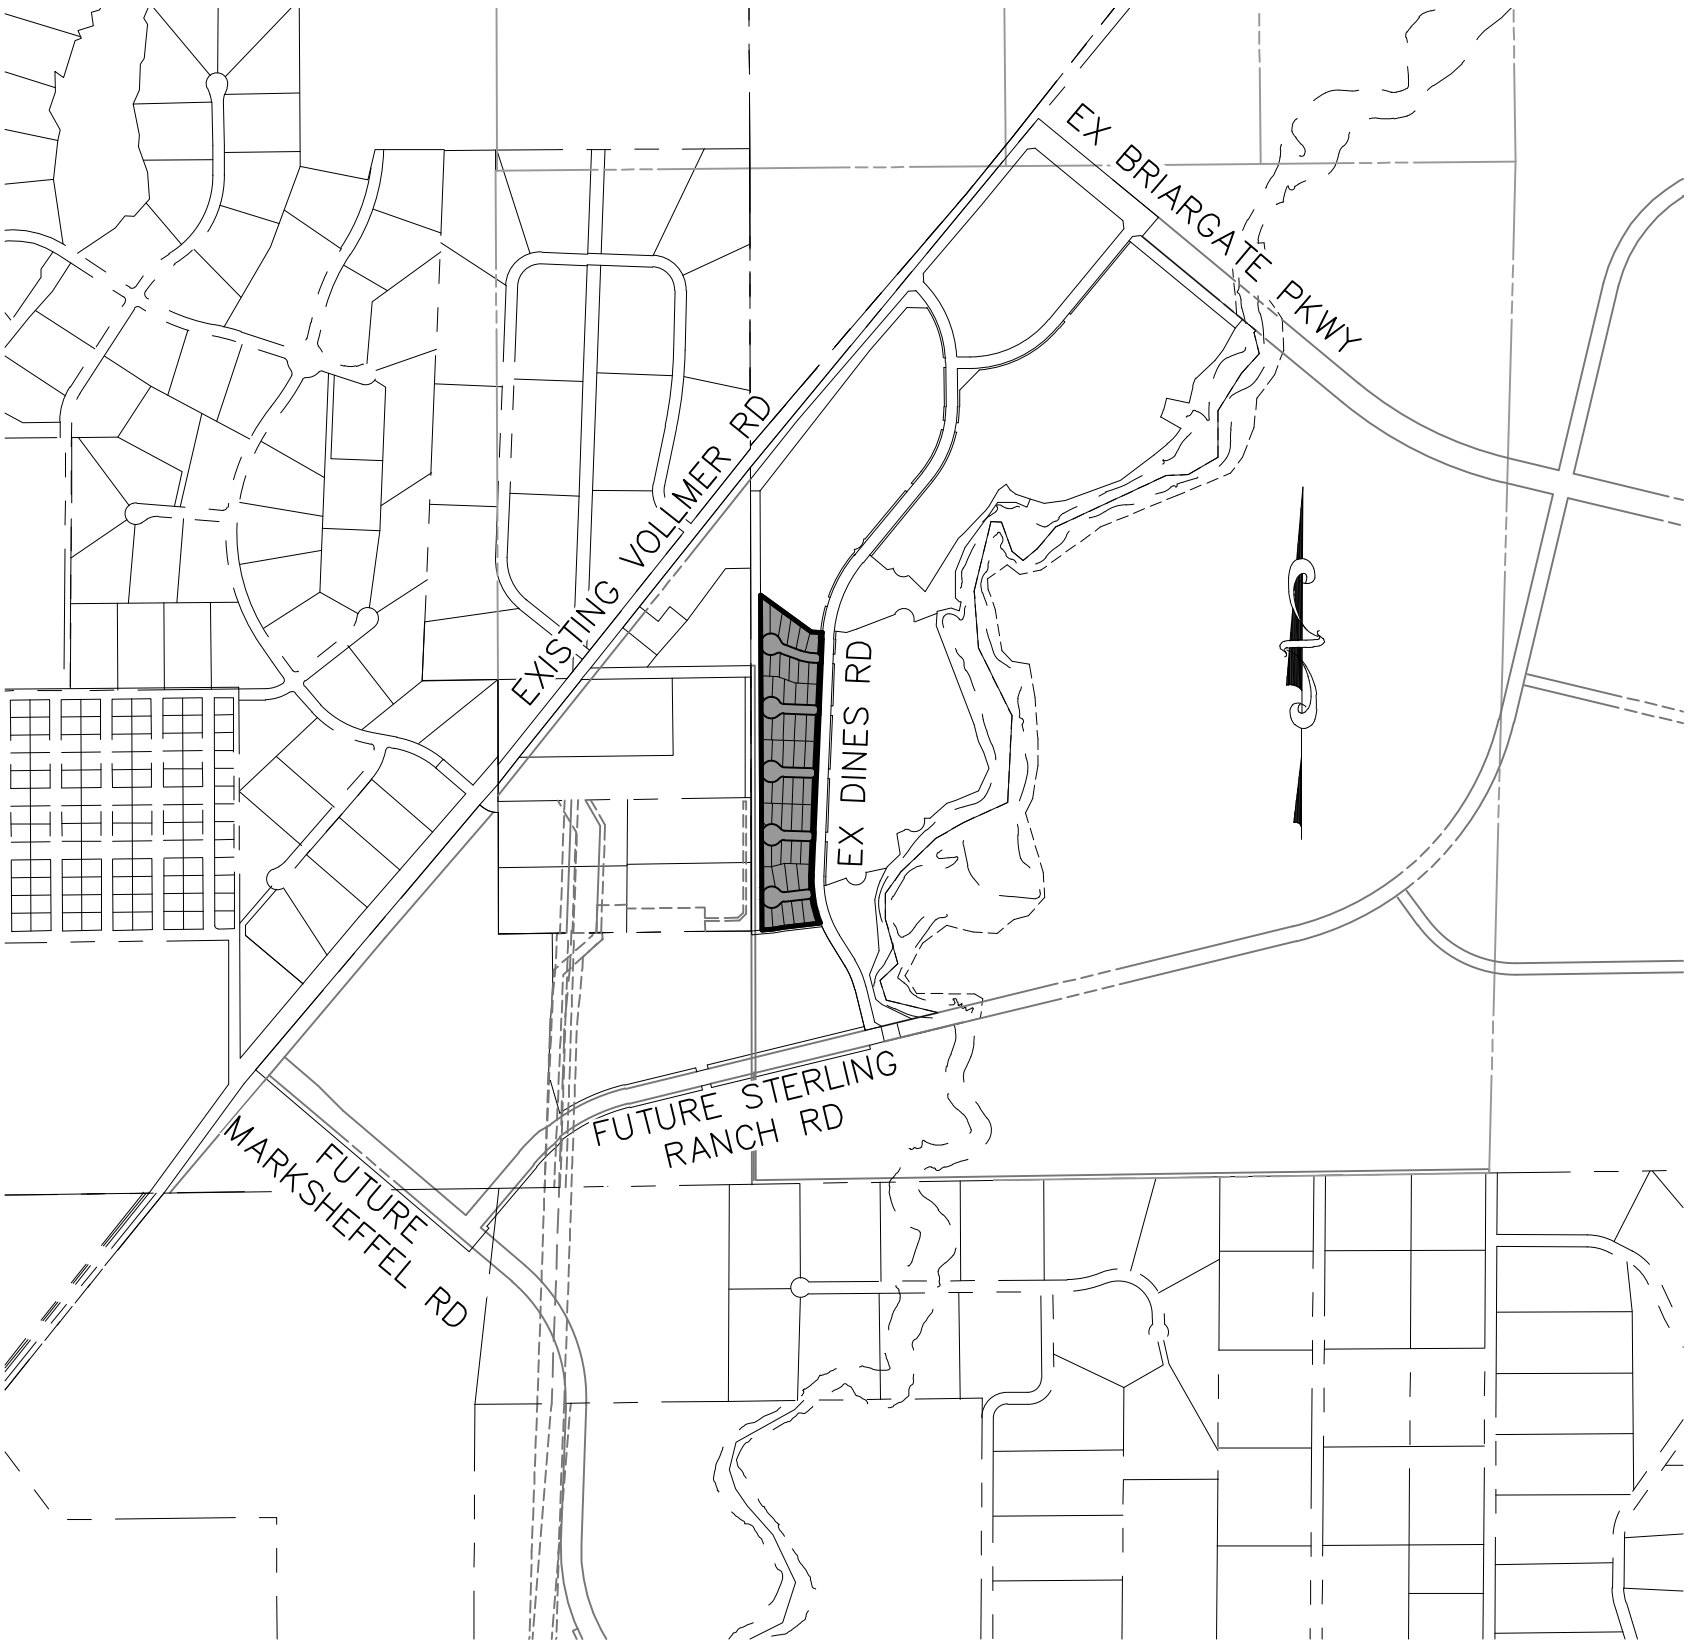 EX BRIARGATE PKWY
EXISTING VOLLMER RD
EX DINES RD
FUTURE STERLING
RANCH RD
FUTURE
MARKSHEFFEL RD